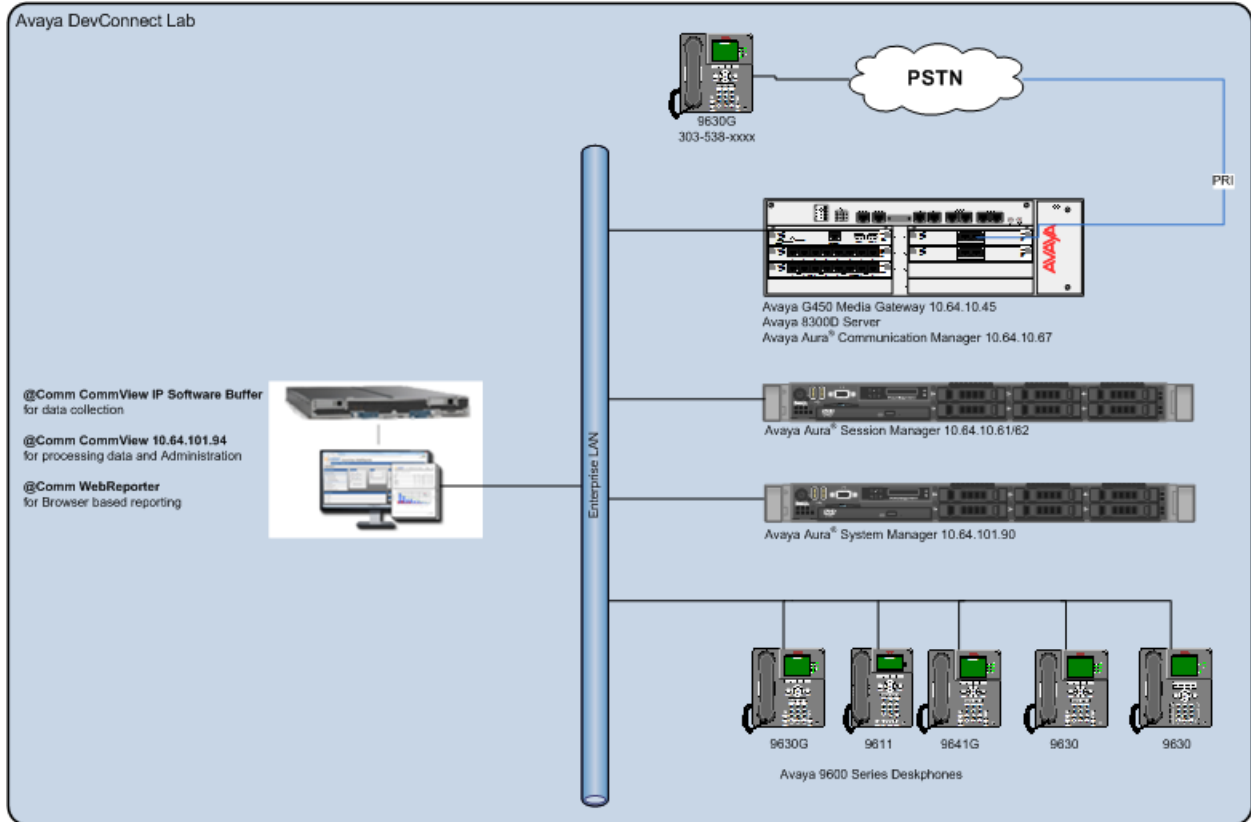 Avaya DevConnect Lab
PSTN
9630G
303-538-xxxx
PRI
AVAYA
Avaya G450 Media Gateway 10.64.10.45
Avaya 8300D Server
Avaya Aura® Communication Manager 10.64.10.67
@Comm CommView IP Software Buffer
for data collection
@Comm CommView 10.64.101.94
for processing data and Administration
@Comm WebReporter
for Browser based reporting
Enterprise LAN
Avaya Aura® Session Manager 10.64.10.61/62
Avaya Aura® System Manager 10.64.101.90
9630G
9611
9641G
9630
9630
Avaya 9600 Series Deskphones